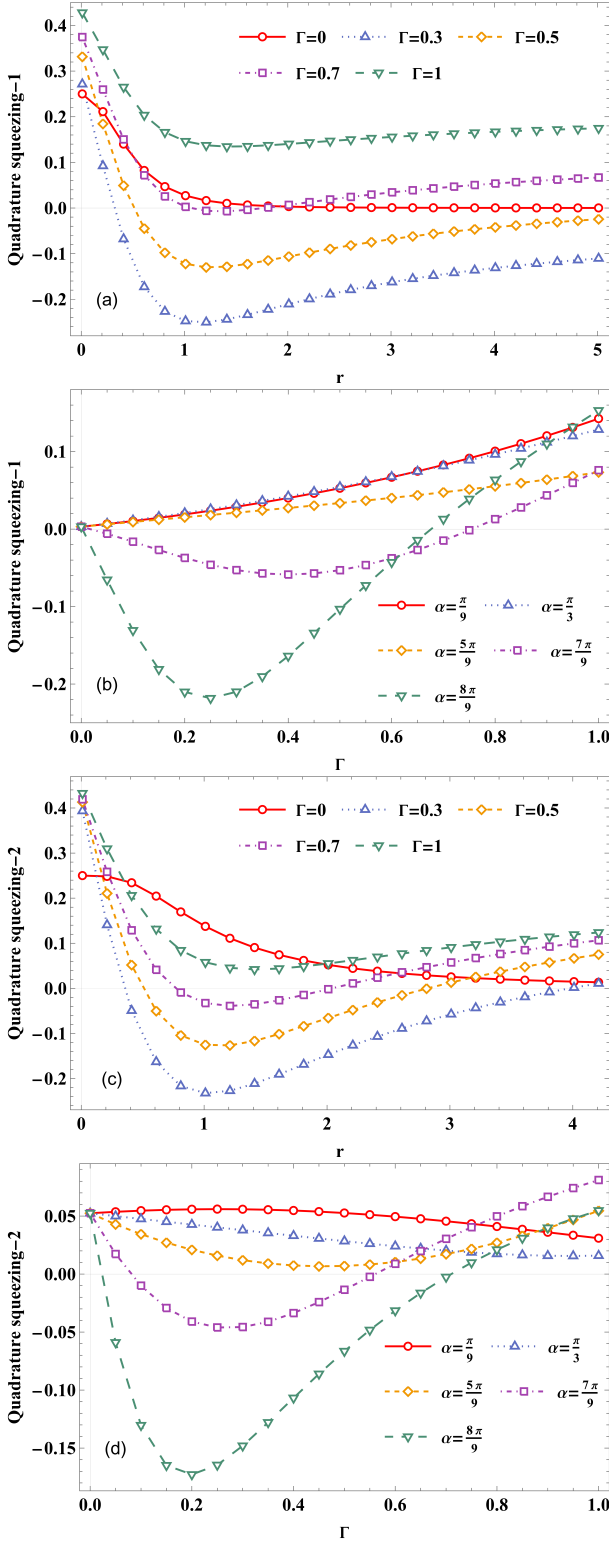 Quadrature squeezing-1
0.4
0.3
0.2
0.1
0.0
-0.1
-0.2
Γ=0 Γ=0.3 Γ=0.5
Γ=0.7 Γ=1
(a)
0 1 2 3 4 5
r
Quadrature squeezing-1
0.1
0.0
-0.1
-0.2
α=π/9 α=π/3
α=5π/9 α=7π/9
α=8π/9
(b)
0.0 0.2 0.4 0.6 0.8 1.0
Γ
Quadrature squeezing-2
0.4
0.3
0.2
0.1
0.0
-0.1
-0.2
Γ=0 Γ=0.3 Γ=0.5
Γ=0.7 Γ=1
(c)
0 1 2 3 4
r
Quadrature squeezing-2
0.05
0.00
-0.05
-0.10
-0.15
α=π/9 α=π/3
α=5π/9 α=7π/9
α=8π/9
(d)
0.0 0.2 0.4 0.6 0.8 1.0
Γ